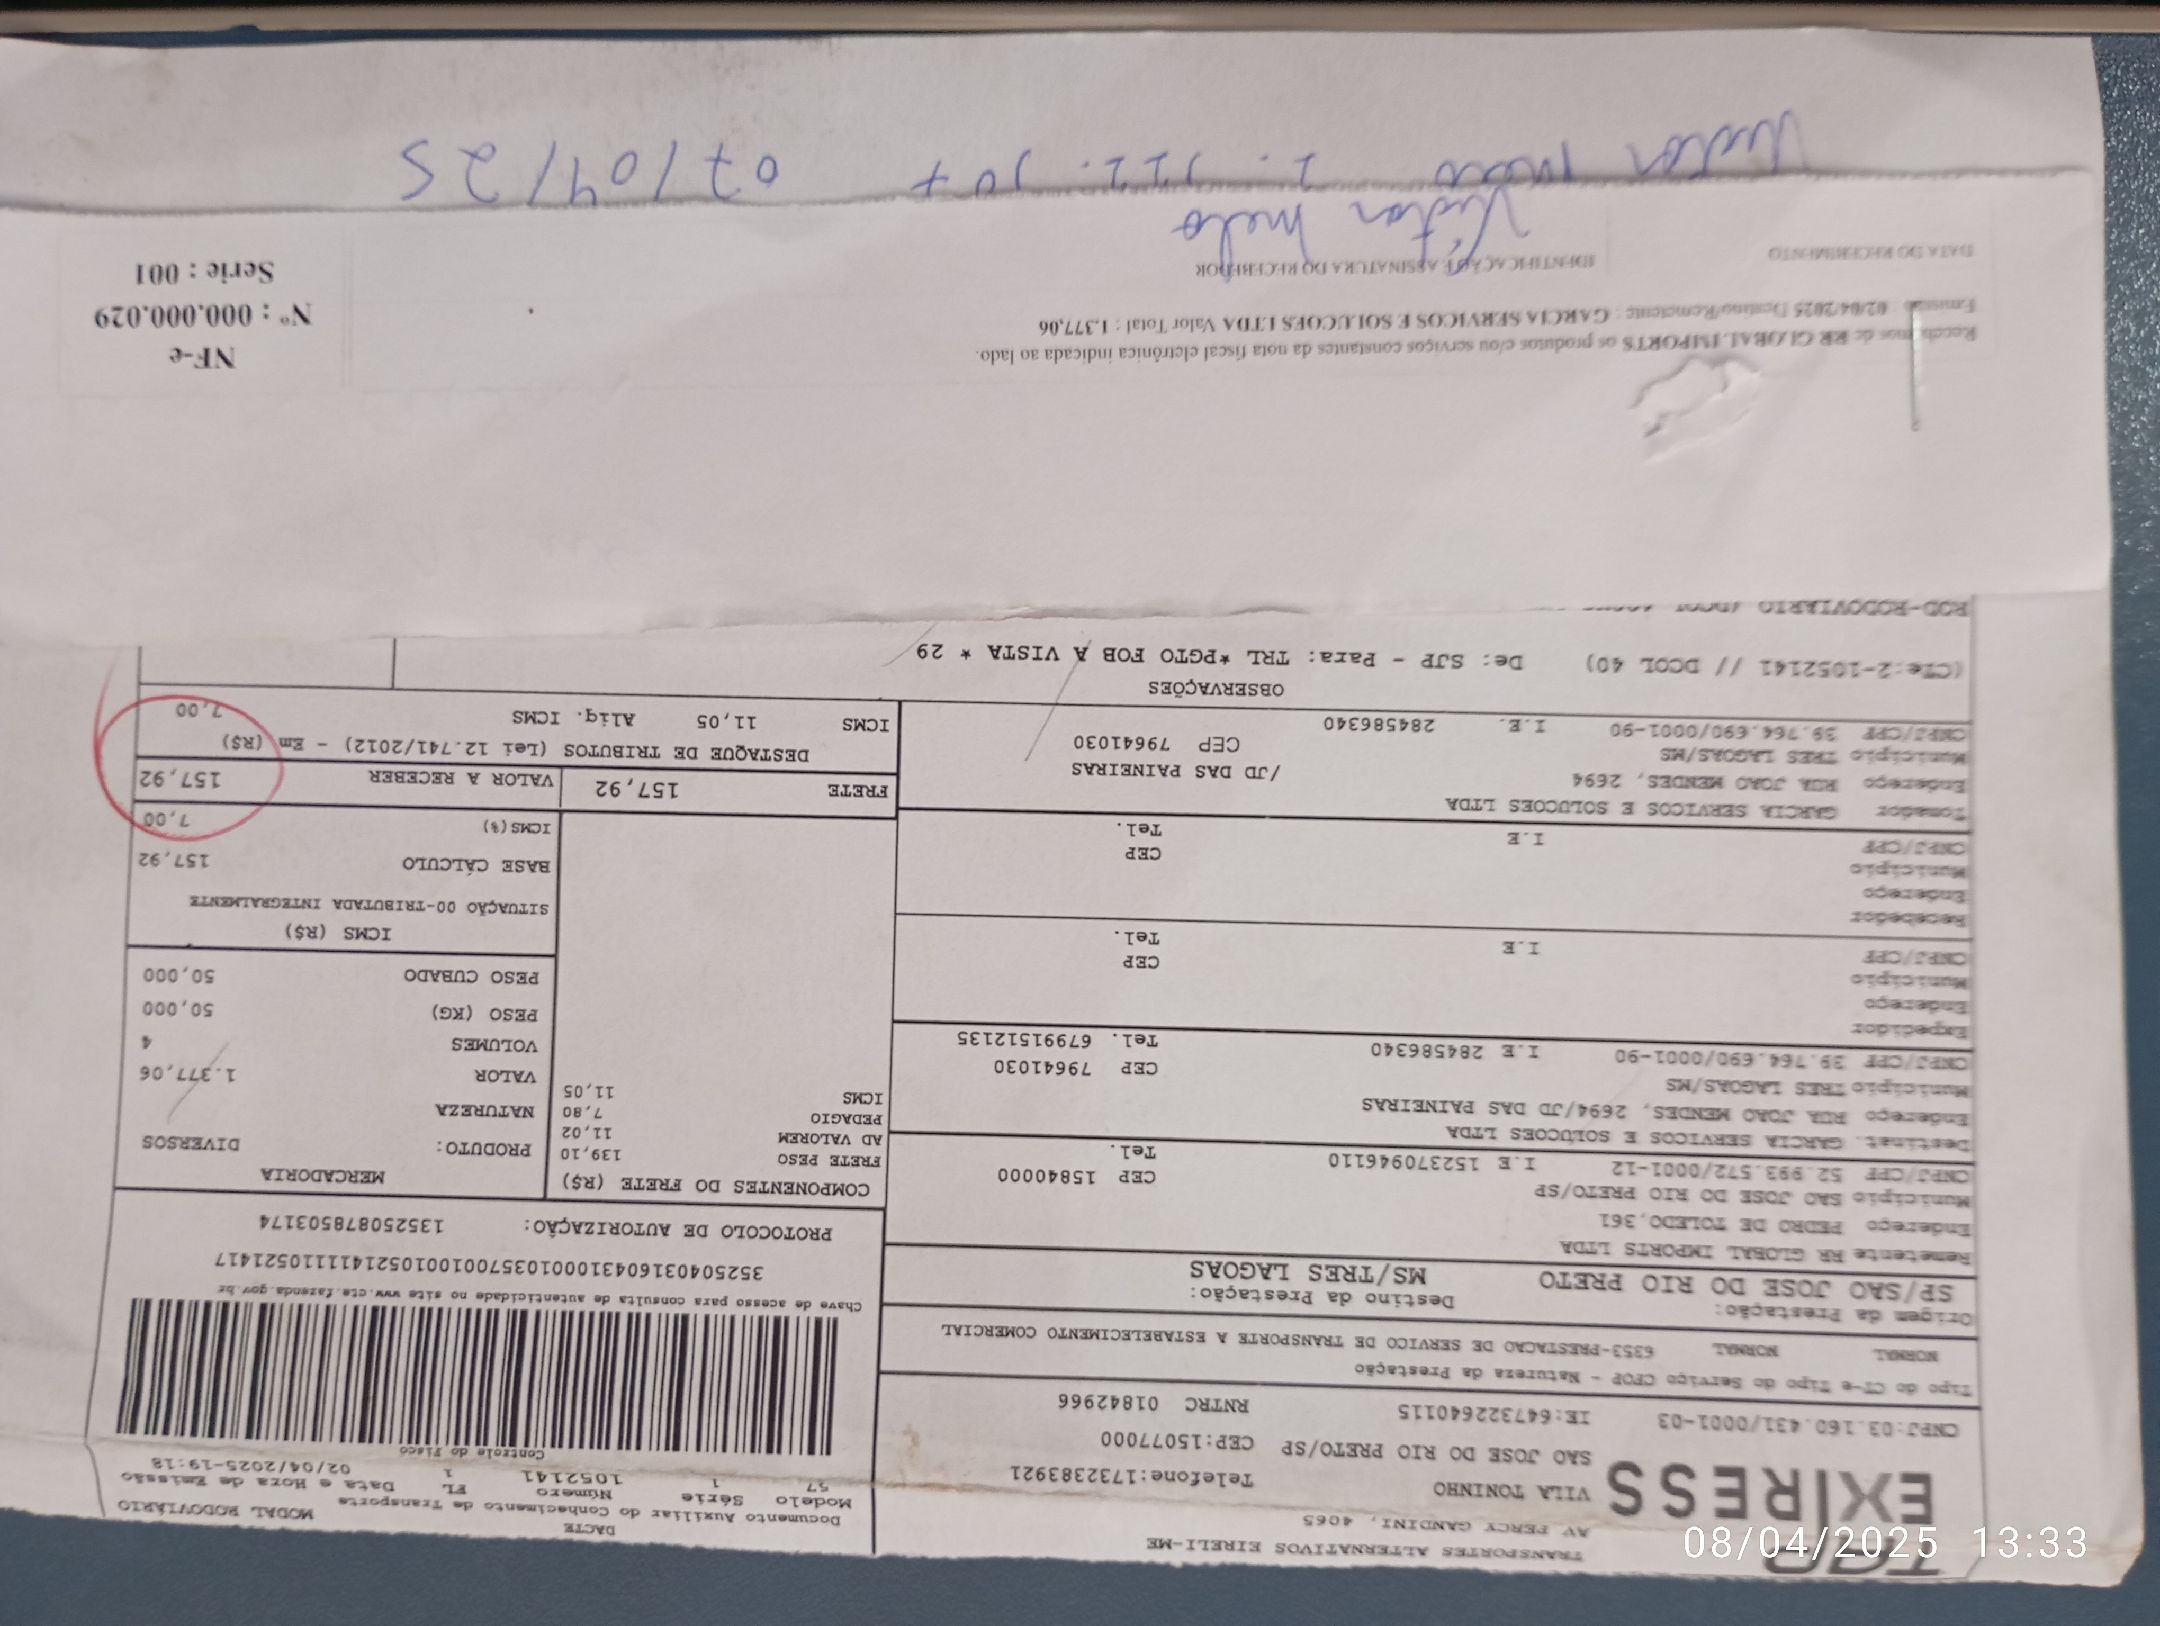 TRANSPORTES ALTERNATIVOS EIRELI-ME
AV PERCY GANDINI, 4065
EXPRESS
VILA TONINHO
Telefone:1732383921
SAO JOSE DO RIO PRETO/SP CEP:15077000
CNPJ:03.160.431/0001-03 IE:647322640115 RNTRC 01842966
Tipo do CT-e Tipo do Serviço CFOP - Natureza da Prestação
NORMAL NORMAL 6353-PRESTACAO DE SERVICO DE TRANSPORTE A ESTABELECIMENTO COMERCIAL
Origem da Prestação: Destino da Prestação:
SP/SAO JOSE DO RIO PRETO MS/TRES LAGOAS
Remetente RR GLOBAL IMPORTS LTDA
Endereço PEDRO DE TOLEDO,361
Município SAO JOSE DO RIO PRETO/SP CEP 15840000
CNPJ/CPF 52.993.572/0001-12 I.E 152370946110 Tel.
Destinat. GARCIA SERVICOS E SOLUCOES LTDA
Endereço RUA JOAO MENDES, 2694/JD DAS PAINEIRAS
Município TRES LAGOAS/MS CEP 79641030
CNPJ/CPF 39.764.690/0001-90 I.E 284586340 Tel. 67991512135
Expedidor
Endereço
Município CEP
CNPJ/CPF I.E Tel.
Recebedor
Endereço
Município CEP
CNPJ/CPF I.E Tel.
Tomador GARCIA SERVICOS E SOLUCOES LTDA
Endereço RUA JOAO MENDES, 2694 /JD DAS PAINEIRAS
Município TRES LAGOAS/MS CEP 79641030
CNPJ/CPF 39.764.690/0001-90 I.E. 284586340
OBSERVAÇÕES
(CTe:2-1052141 // DCOL 40) De: SJP - Para: TRL *PGTO FOB A VISTA * 29
ROD-RODOVIARIO
DACTE
Documento Auxiliar do Conhecimento de Transporte MODAL RODOVIÁRIO
Modelo Série Número FL Data e Hora de Emissão
57 1 1052141 1 02/04/2025-19:18
Controle do Fisco
Chave de acesso para consulta de autenticidade no site www.cte.fazenda.gov.br
352504031604310001035700100105214111110521417
PROTOCOLO DE AUTORIZAÇÃO: 135250878503174
COMPONENTES DO FRETE (R$)
FRETE PESO 139,10
AD VALOREM 11,02
PEDAGIO 7,80
ICMS 11,05
MERCADORIA
PRODUTO: DIVERSOS
NATUREZA
VALOR 1.377,06
VOLUMES 4
PESO (KG) 50,000
PESO CUBADO 50,000
ICMS (R$)
SITUAÇÃO 00-TRIBUTADA INTEGRALMENTE
BASE CÁLCULO 157,92
ICMS(%) 7,00
FRETE 157,92 VALOR A RECEBER 157,92
DESTAQUE DE TRIBUTOS (Lei 12.741/2012) - Em (R$)
ICMS 11,05 Aliq. ICMS 7,00
Recebemos de RR GLOBAL IMPORTS os produtos e/ou serviços constantes da nota fiscal eletrônica indicada ao lado.
Emissão : 02/04/2025 Destino/Remetente : GARCIA SERVICOS E SOLUCOES LTDA Valor Total : 1.377,06
DATA DO RECEBIMENTO
IDENTIFICAÇÃO E ASSINATURA DO RECEBEDOR
NF-e
Nº : 000.000.029
Serie : 001
Victor Melo
07/04/25
08/04/2025 13:33